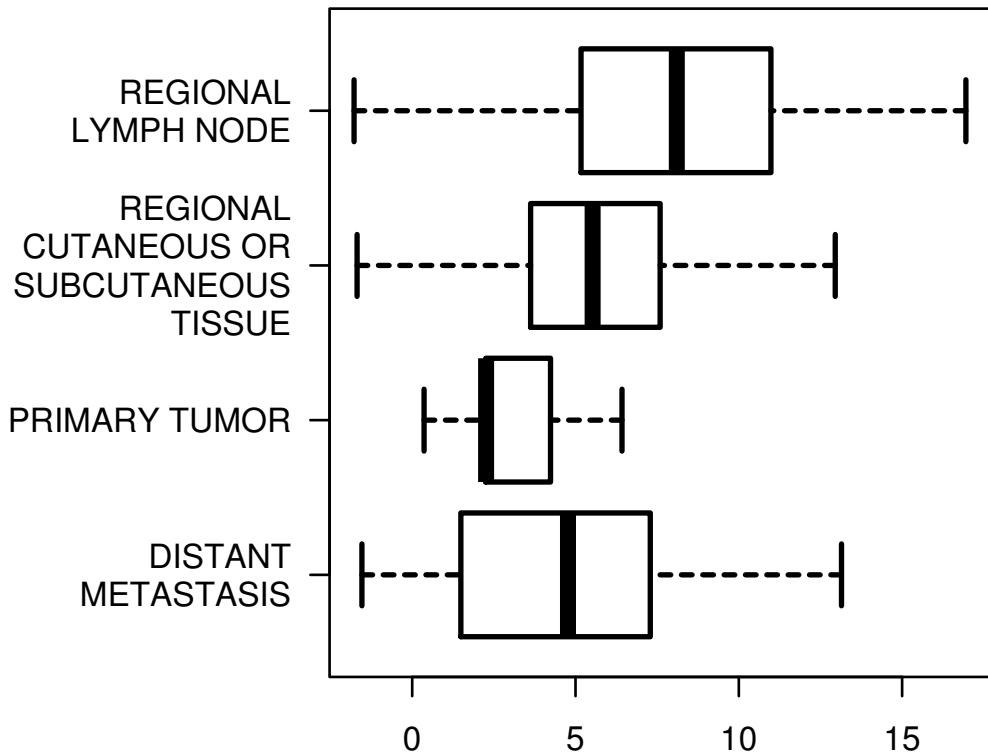 REGIONAL
LYMPH NODE
REGIONAL
CUTANEOUS OR
SUBCUTANEOUS
TISSUE
PRIMARY TUMOR
DISTANT
METASTASIS
0 5 10 15